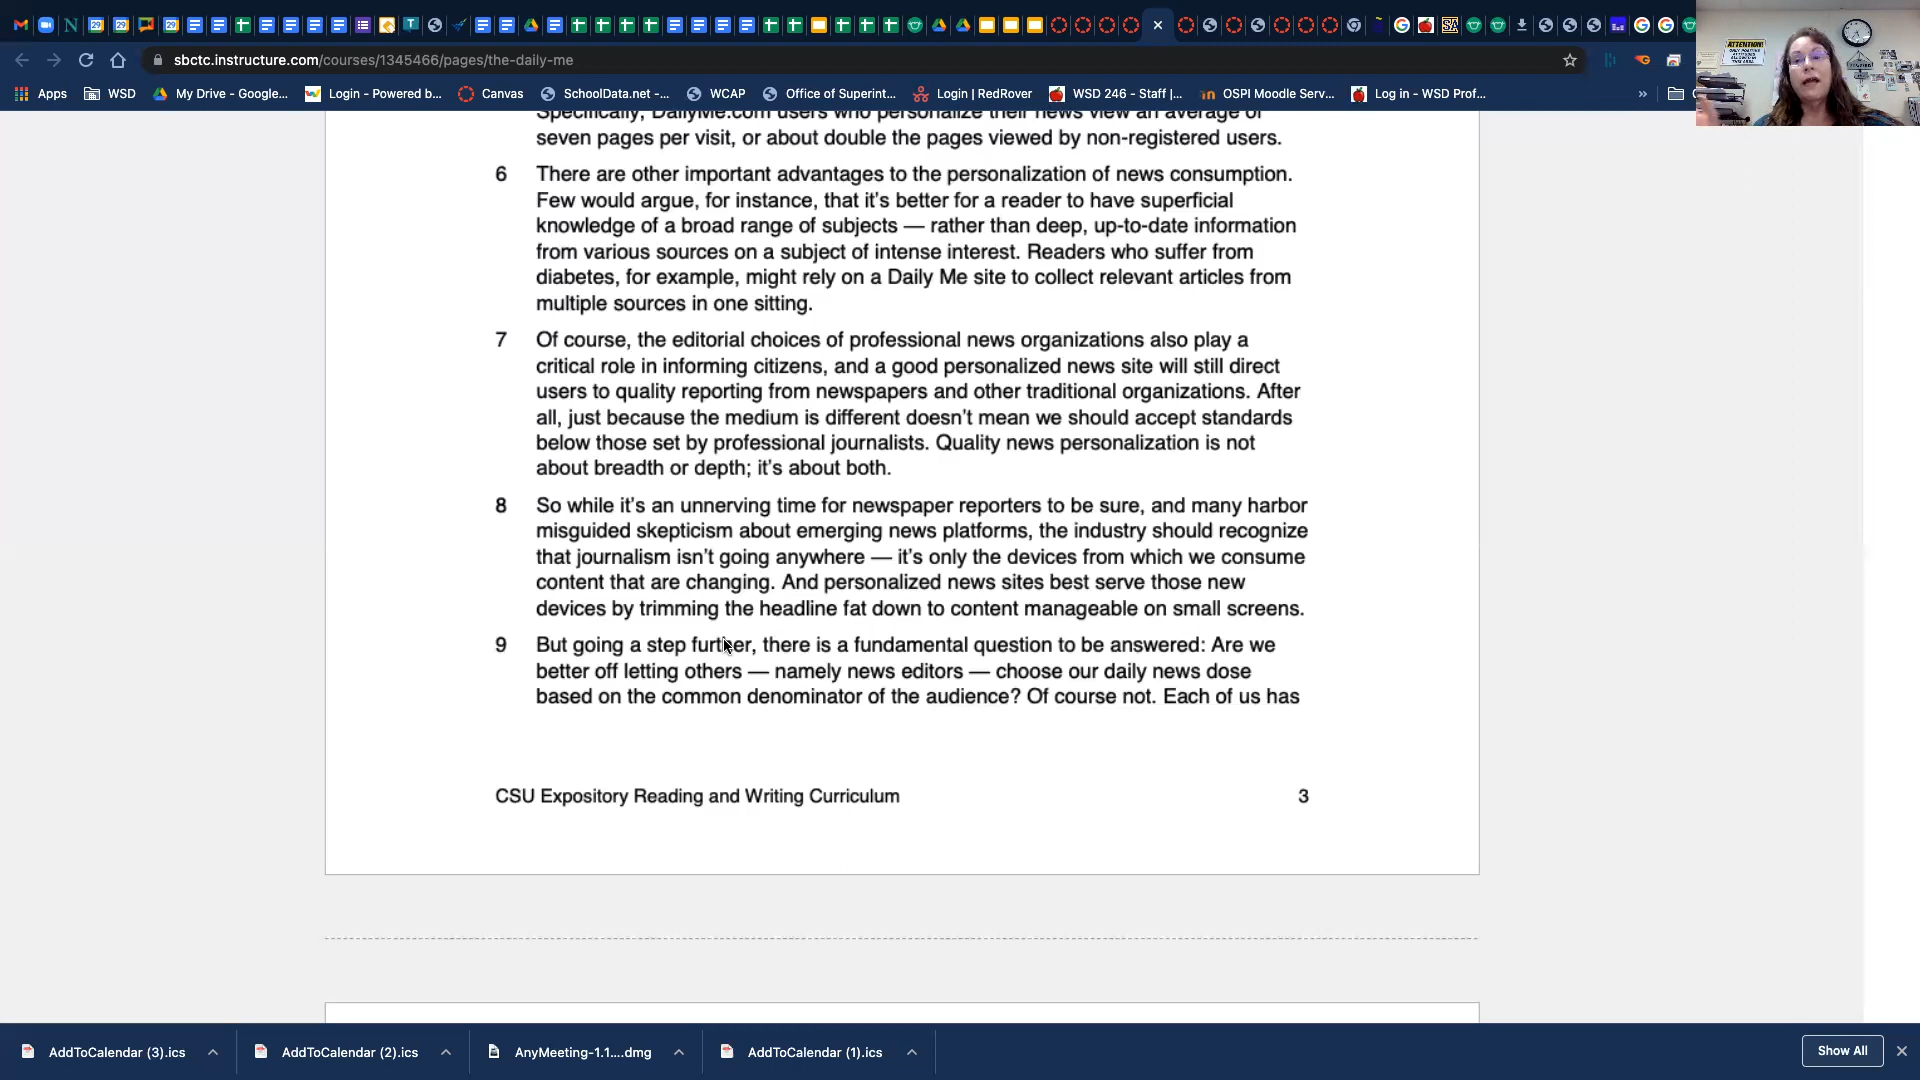 sbctc.instructure.com/courses/1345466/pages/the-daily-me
Apps WSD My Drive - Google... Login - Powered b... Canvas SchoolData.net -... WCAP Office of Superint... Login | RedRover WSD 246 - Staff |... OSPI Moodle Serv... Log in - WSD Prof... »
ATTENTION!
Specifically, DailyMe.com users who personalize their news view an average of
seven pages per visit, or about double the pages viewed by non-registered users.
6 There are other important advantages to the personalization of news consumption.
Few would argue, for instance, that it's better for a reader to have superficial
knowledge of a broad range of subjects — rather than deep, up-to-date information
from various sources on a subject of intense interest. Readers who suffer from
diabetes, for example, might rely on a Daily Me site to collect relevant articles from
multiple sources in one sitting.
7 Of course, the editorial choices of professional news organizations also play a
critical role in informing citizens, and a good personalized news site will still direct
users to quality reporting from newspapers and other traditional organizations. After
all, just because the medium is different doesn't mean we should accept standards
below those set by professional journalists. Quality news personalization is not
about breadth or depth; it's about both.
8 So while it's an unnerving time for newspaper reporters to be sure, and many harbor
misguided skepticism about emerging news platforms, the industry should recognize
that journalism isn't going anywhere — it's only the devices from which we consume
content that are changing. And personalized news sites best serve those new
devices by trimming the headline fat down to content manageable on small screens.
9 But going a step further, there is a fundamental question to be answered: Are we
better off letting others — namely news editors — choose our daily news dose
based on the common denominator of the audience? Of course not. Each of us has
CSU Expository Reading and Writing Curriculum 3
AddToCalendar (3).ics AddToCalendar (2).ics AnyMeeting-1.1....dmg AddToCalendar (1).ics Show All